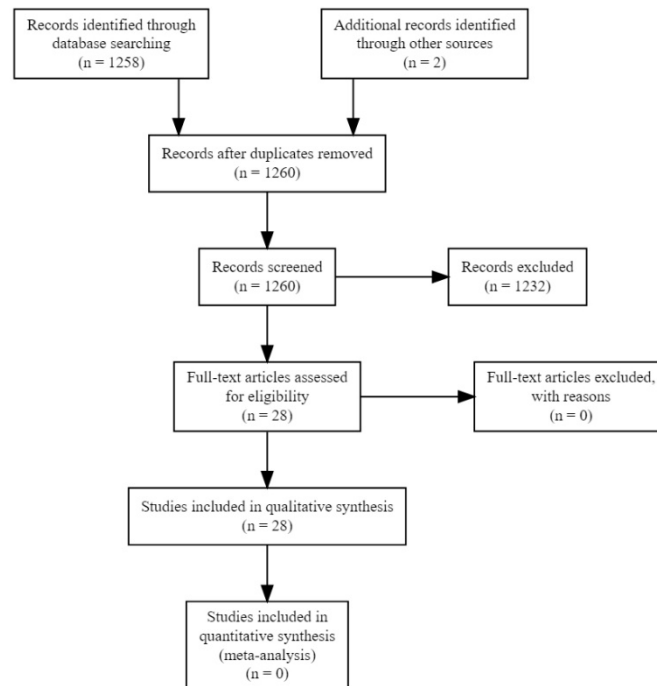 Records identified through
database searching
(n = 1258)
Additional records identified
through other sources
(n = 2)
Records after duplicates removed
(n = 1260)
Records screened
(n = 1260)
Records excluded
(n = 1232)
Full-text articles assessed
for eligibility
(n = 28)
Full-text articles excluded,
with reasons
(n = 0)
Studies included in qualitative synthesis
(n = 28)
Studies included in
quantitative synthesis
(meta-analysis)
(n = 0)